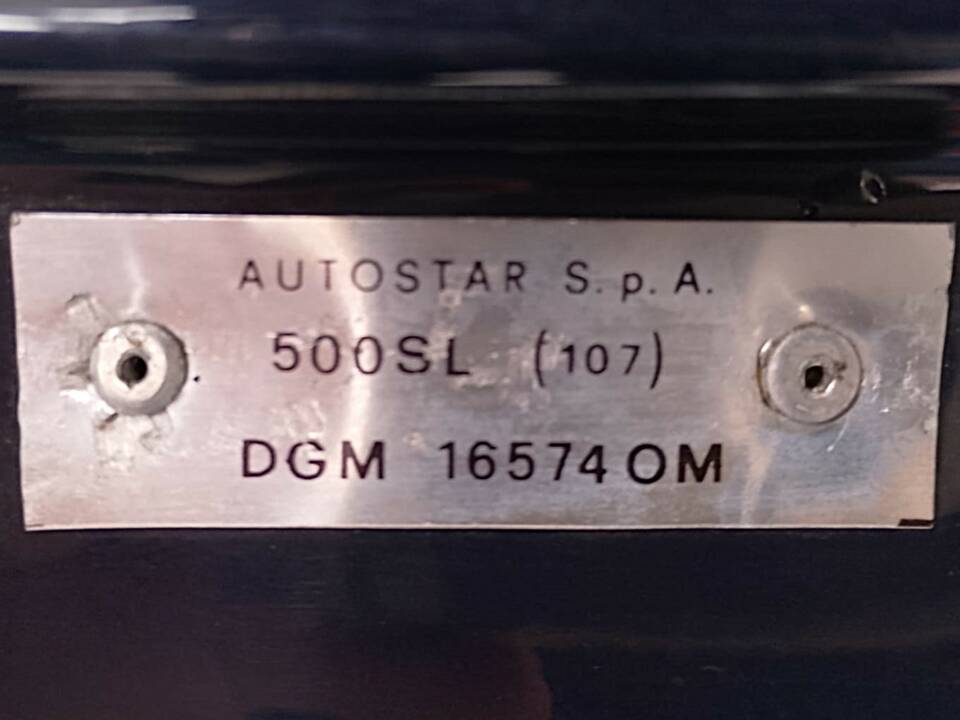 AUTOSTAR S.p.A.
500SL (107)
DGM 16574 OM